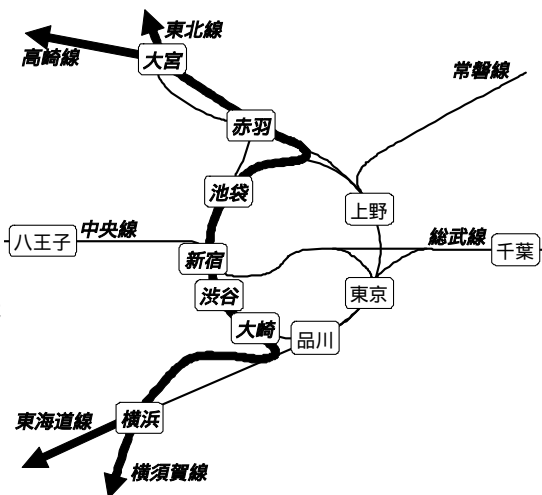 東北線
高崎線
大宮
常磐線
赤羽
池袋
上野
八王子
中央線
新宿
総武線
千葉
渋谷
東京
大崎
品川
東海道線
横浜
横須賀線